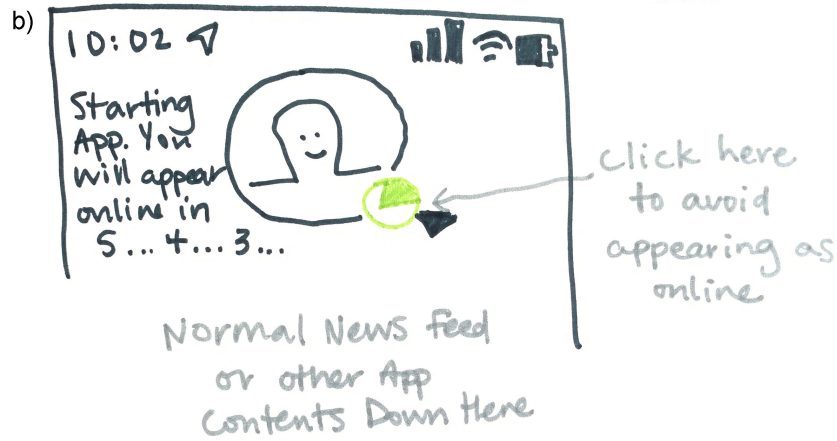 b)
10:02
Starting
App. You
will appear
online in
5... 4... 3...
Click here
to avoid
appearing as
online
Normal News feed
or other App
Contents Down Here